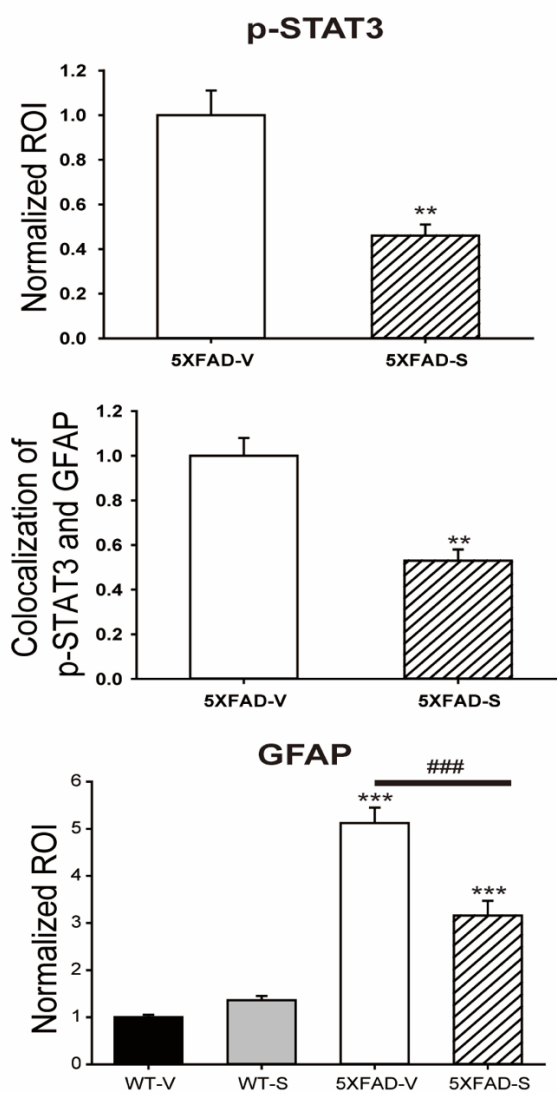 p-STAT3
Normalized ROI
1.2
1.0
0.8
0.6
0.4
0.2
0.0
**
5XFAD-V 5XFAD-S
Colocalization of
p-STAT3 and GFAP
1.2
1.0
0.8
0.6
0.4
0.2
0.0
**
5XFAD-V 5XFAD-S
GFAP
Normalized ROI
6
5
4
3
2
1
0
###
***
***
WT-V WT-S 5XFAD-V 5XFAD-S